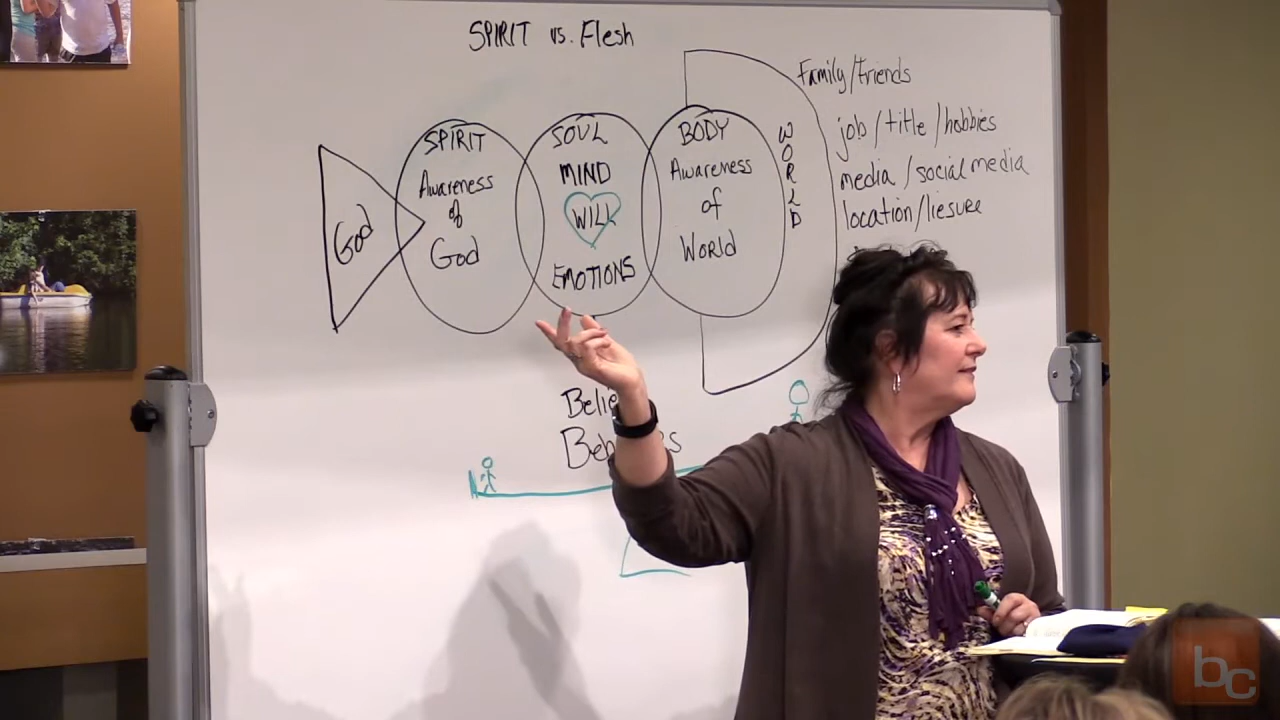 SPIRIT vs. Flesh
God
SPIRIT
Awareness
of
God
SOUL
MIND
WILL
EMOTIONS
BODY
Awareness
of
World
WORLD
Family/Friends
job/title/hobbies
media/social media
location/liesure
bc